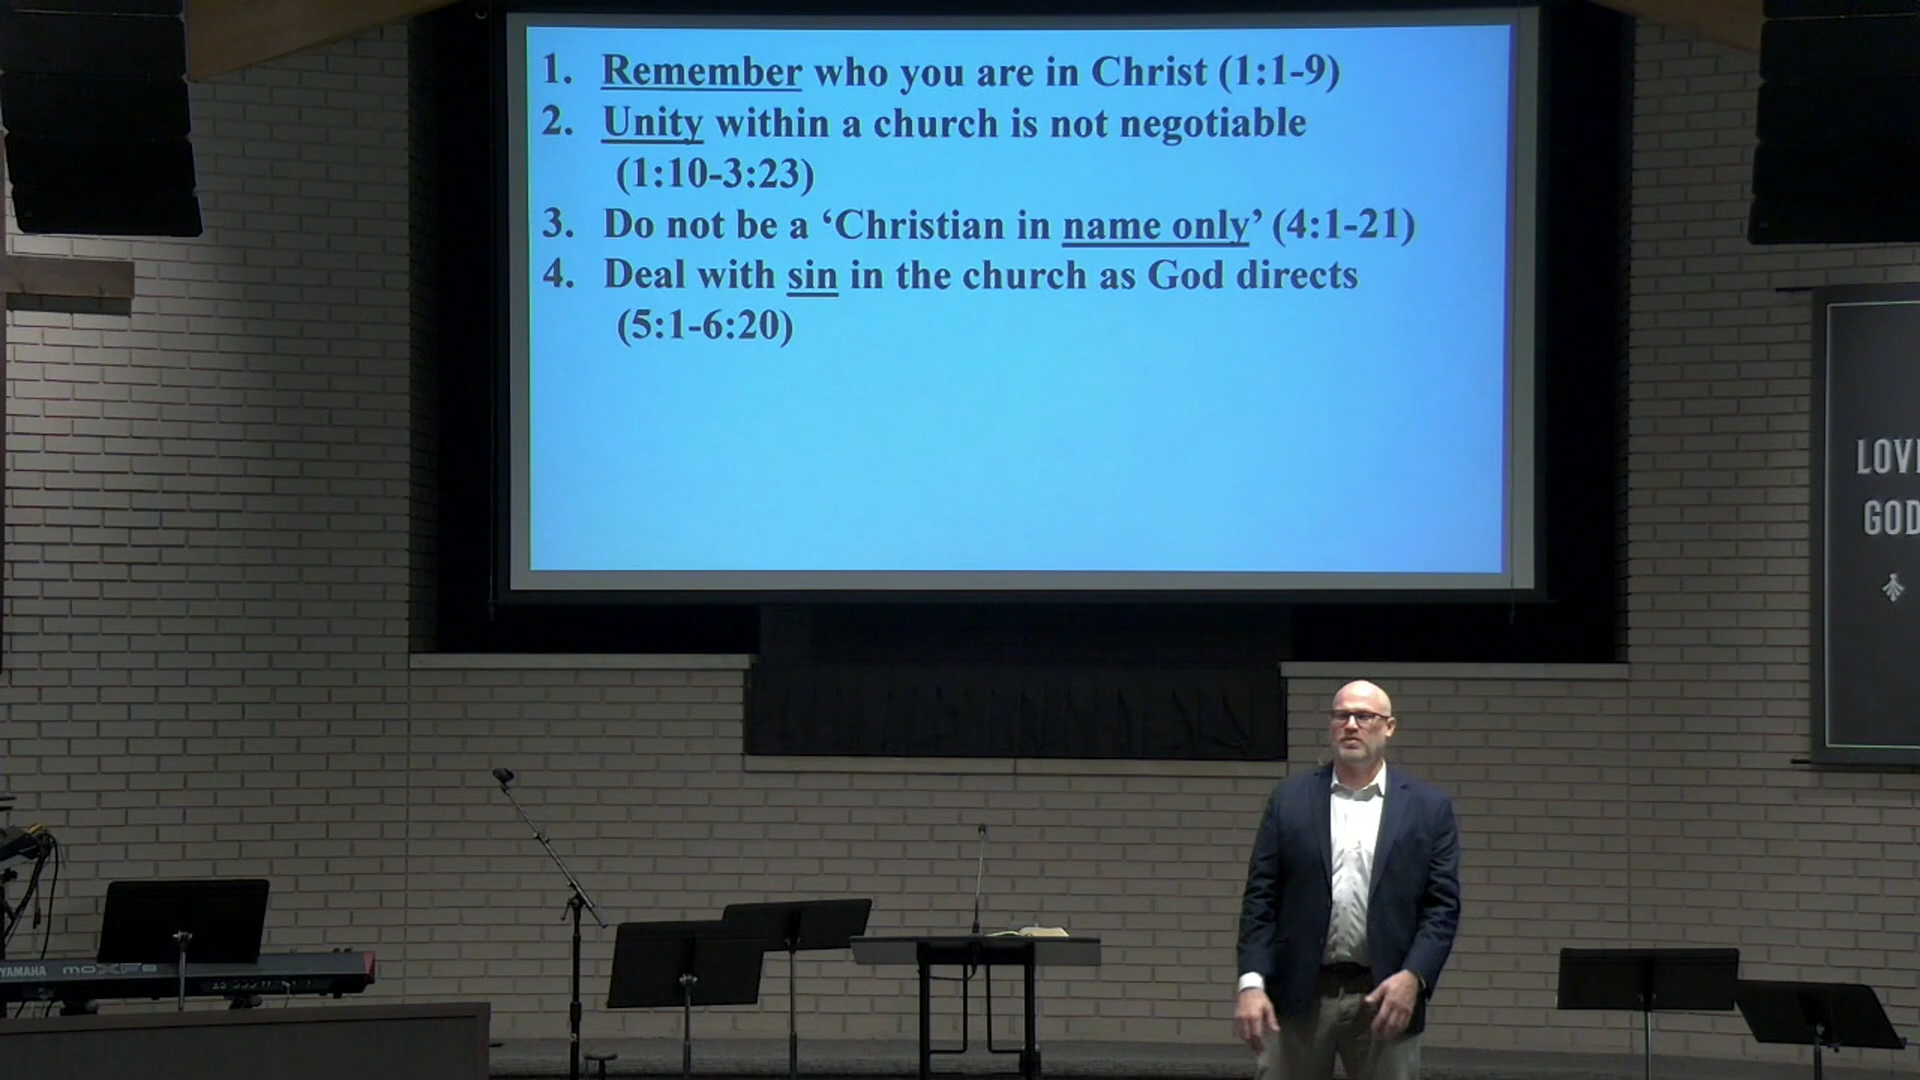 1. Remember who you are in Christ (1:1-9)
2. Unity within a church is not negotiable
(1:10-3:23)
3. Do not be a ‘Christian in name only’ (4:1-21)
4. Deal with sin in the church as God directs
(5:1-6:20)
LOVE
GOD
YAMAHA MOXF8